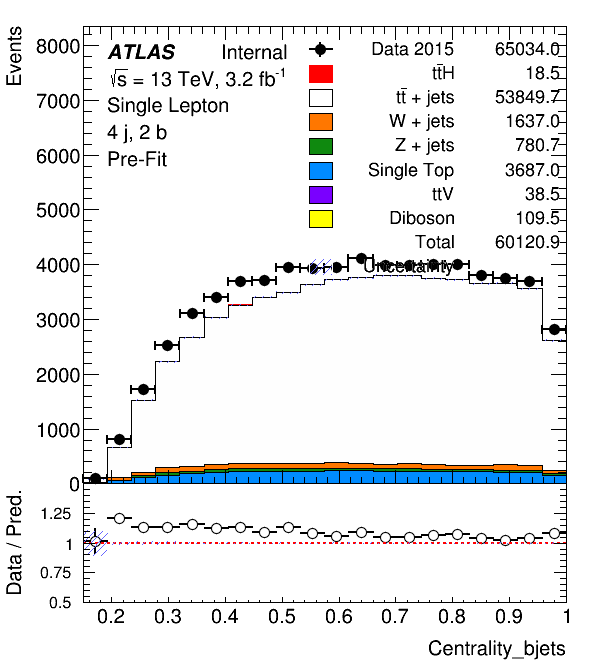 Events
8000
7000
6000
5000
4000
3000
2000
1000
0
ATLAS Internal
√s = 13 TeV, 3.2 fb⁻¹
Single Lepton
4 j, 2 b
Pre-Fit
Data 2015 65034.0
tt̄H 18.5
tt̄ + jets 53849.7
W + jets 1637.0
Z + jets 780.7
Single Top 3687.0
ttV 38.5
Diboson 109.5
Total 60120.9
Uncertainty
Data / Pred.
1.25
1
0.75
0.5
0.2 0.3 0.4 0.5 0.6 0.7 0.8 0.9 1
Centrality_bjets